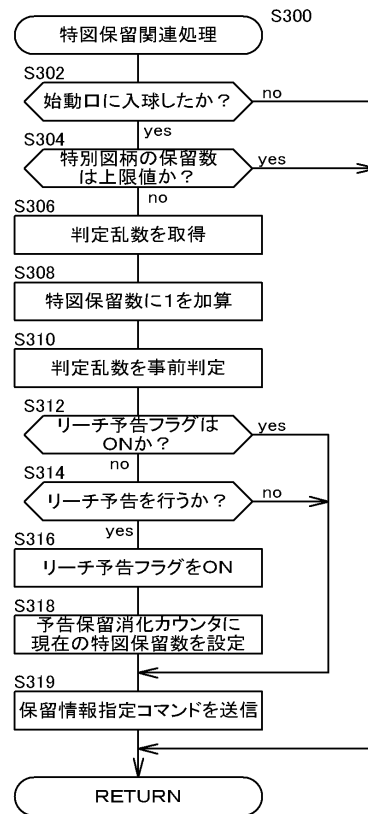 特図保留関連処理
S300
S302
始動口に入球したか？
no
yes
S304
特別図柄の保留数
は上限値か？
yes
no
S306
判定乱数を取得
S308
特図保留数に1を加算
S310
判定乱数を事前判定
S312
リーチ予告フラグは
ONか？
yes
no
S314
リーチ予告を行うか？
no
yes
S316
リーチ予告フラグをON
S318
予告保留消化カウンタに
現在の特図保留数を設定
S319
保留情報指定コマンドを送信
RETURN